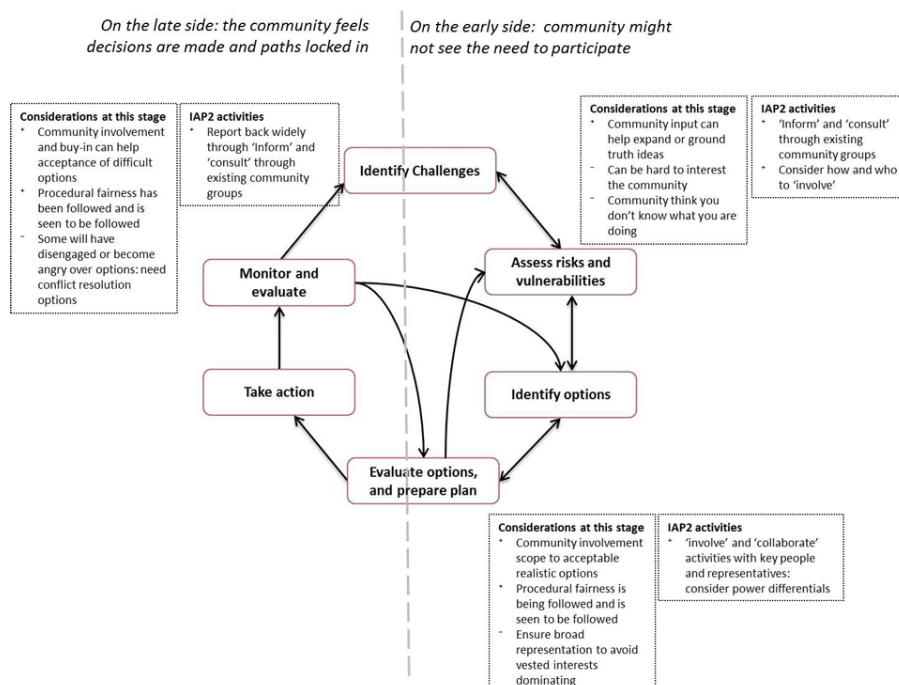 On the late side: the community feels
decisions are made and paths locked in
On the early side:  community might
not see the need to participate
Considerations at this stage
+ Community involvement
and buy-in can help
acceptance of difficult
options
+ Procedural fairness has
been followed and is
seen to be followed
− Some will have
disengaged or become
angry over options: need
conflict resolution
options
IAP2 activities
+ Report back widely
through ‘Inform’ and
‘consult’ through
existing community
groups
Considerations at this stage
+ Community input can
help expand or ground
truth ideas
− Can be hard to interest
the community
− Community think you
don’t know what you are
doing
IAP2 activities
+ ‘Inform’ and ‘consult’
through existing
community groups
+ Consider how and who
to ‘involve’
Identify Challenges
Assess risks and
vulnerabilities
Identify options
Evaluate options,
and prepare plan
Take action
Monitor and
evaluate
Considerations at this stage
+ Community involvement
scope to acceptable
realistic options
+ Procedural fairness is
being followed and is
seen to be followed
− Ensure broad
representation to avoid
vested interests
dominating
IAP2 activities
+ ‘involve’ and ‘collaborate’
activities with key people
and representatives:
consider power differentials